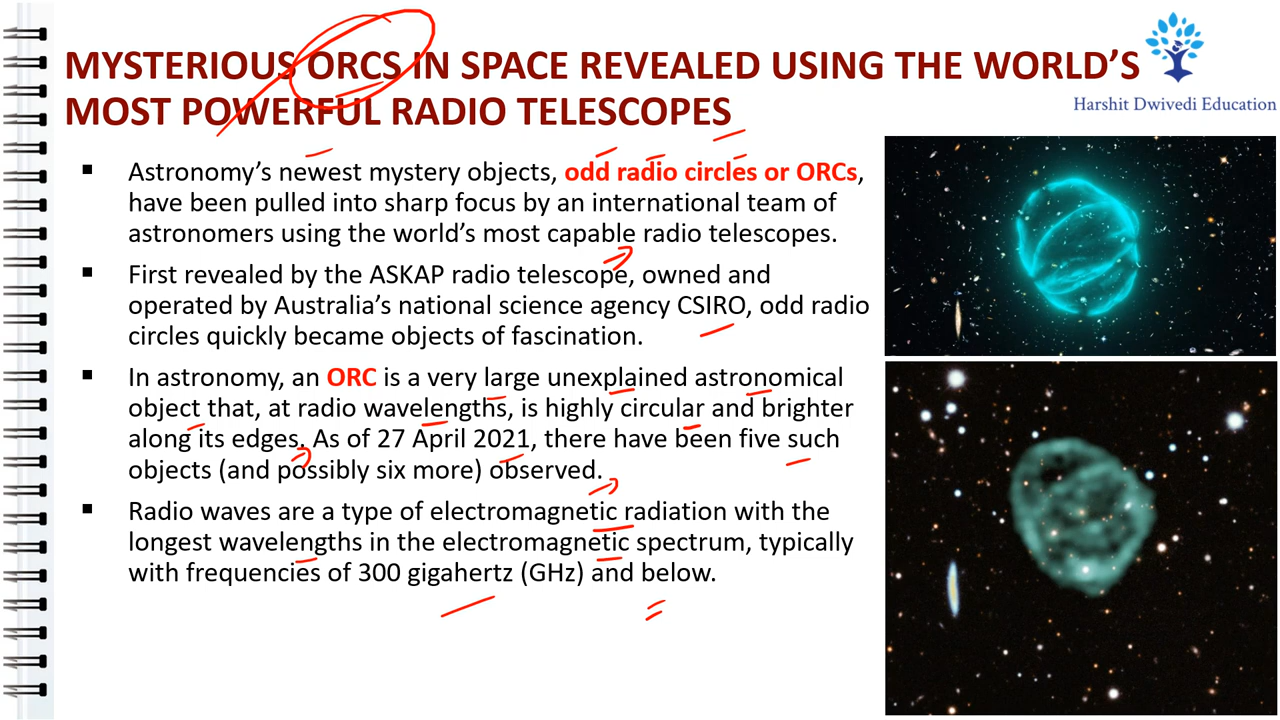 MYSTERIOUS ORCS IN SPACE REVEALED USING THE WORLD’S
MOST POWERFUL RADIO TELESCOPES
Harshit Dwivedi Education
▪ Astronomy’s newest mystery objects, odd radio circles or ORCs,
have been pulled into sharp focus by an international team of
astronomers using the world’s most capable radio telescopes.
▪ First revealed by the ASKAP radio telescope, owned and
operated by Australia’s national science agency CSIRO, odd radio
circles quickly became objects of fascination.
▪ In astronomy, an ORC is a very large unexplained astronomical
object that, at radio wavelengths, is highly circular and brighter
along its edges. As of 27 April 2021, there have been five such
objects (and possibly six more) observed.
▪ Radio waves are a type of electromagnetic radiation with the
longest wavelengths in the electromagnetic spectrum, typically
with frequencies of 300 gigahertz (GHz) and below.